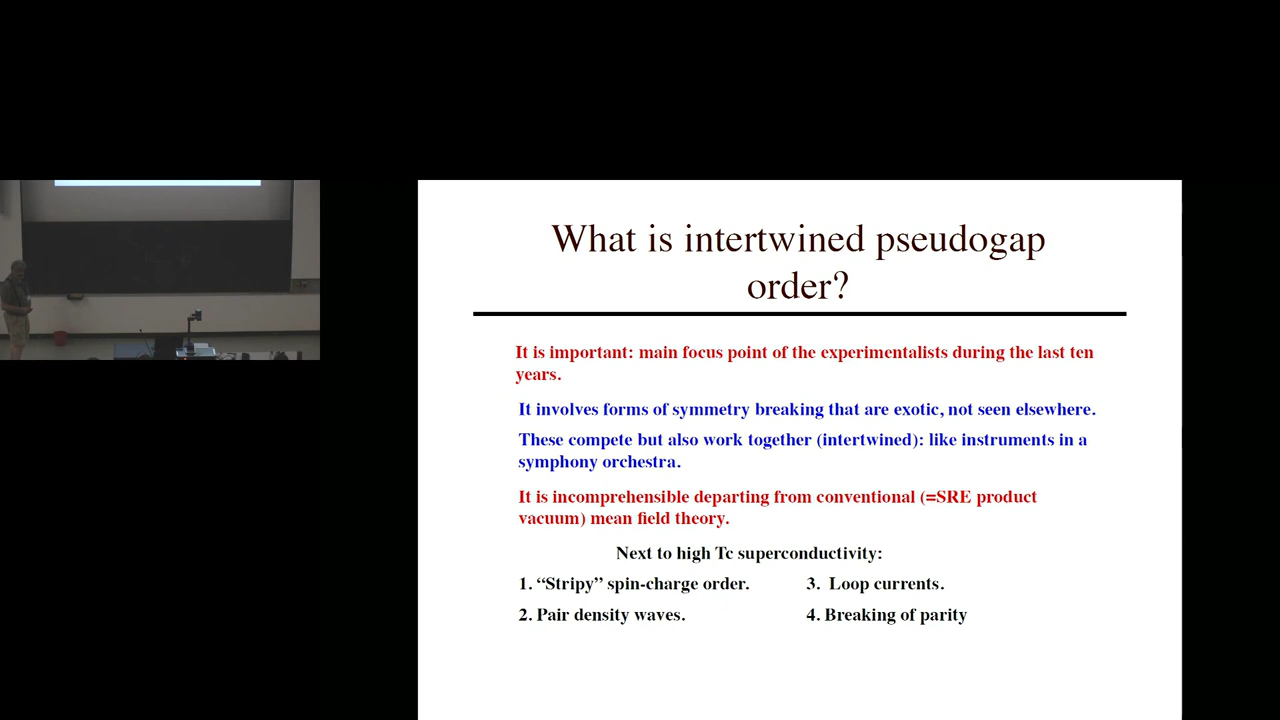 What is intertwined pseudogap
order?
It is important: main focus point of the experimentalists during the last ten
years.
It involves forms of symmetry breaking that are exotic, not seen elsewhere.
These compete but also work together (intertwined): like instruments in a
symphony orchestra.
It is incomprehensible departing from conventional (=SRE product
vacuum) mean field theory.
Next to high Tc superconductivity:
1. “Stripy” spin-charge order.
3. Loop currents.
2. Pair density waves.
4. Breaking of parity